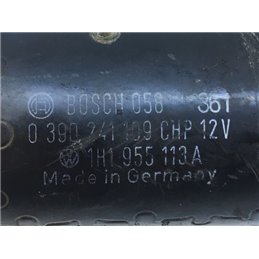 BOSCH 058 361
0 390 241 109 CHP 12V
1H1 955 113 A
Made in Germany